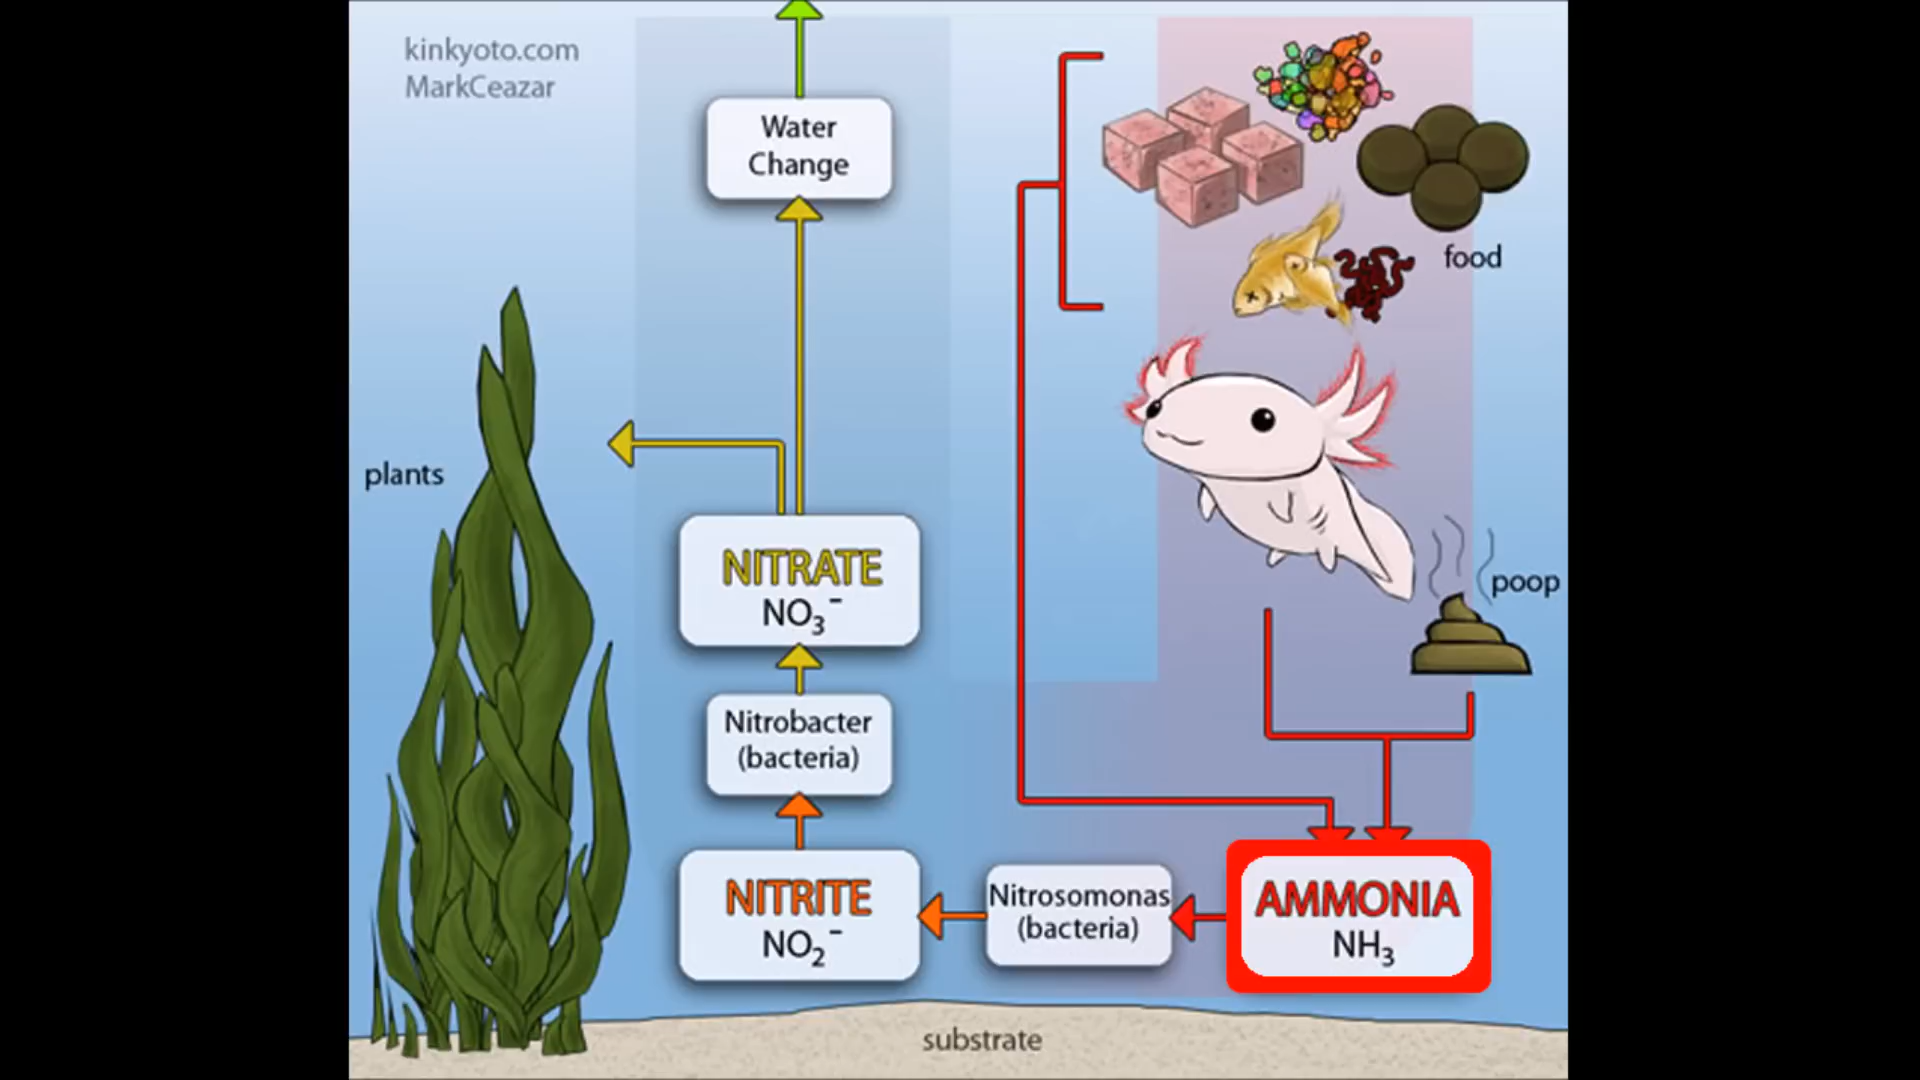 kinkyoto.com
MarkCeazar
Water
Change
food
plants
NITRATE
NO₃⁻
poop
Nitrobacter
(bacteria)
NITRITE
NO₂⁻
Nitrosomonas
(bacteria)
AMMONIA
NH₃
substrate